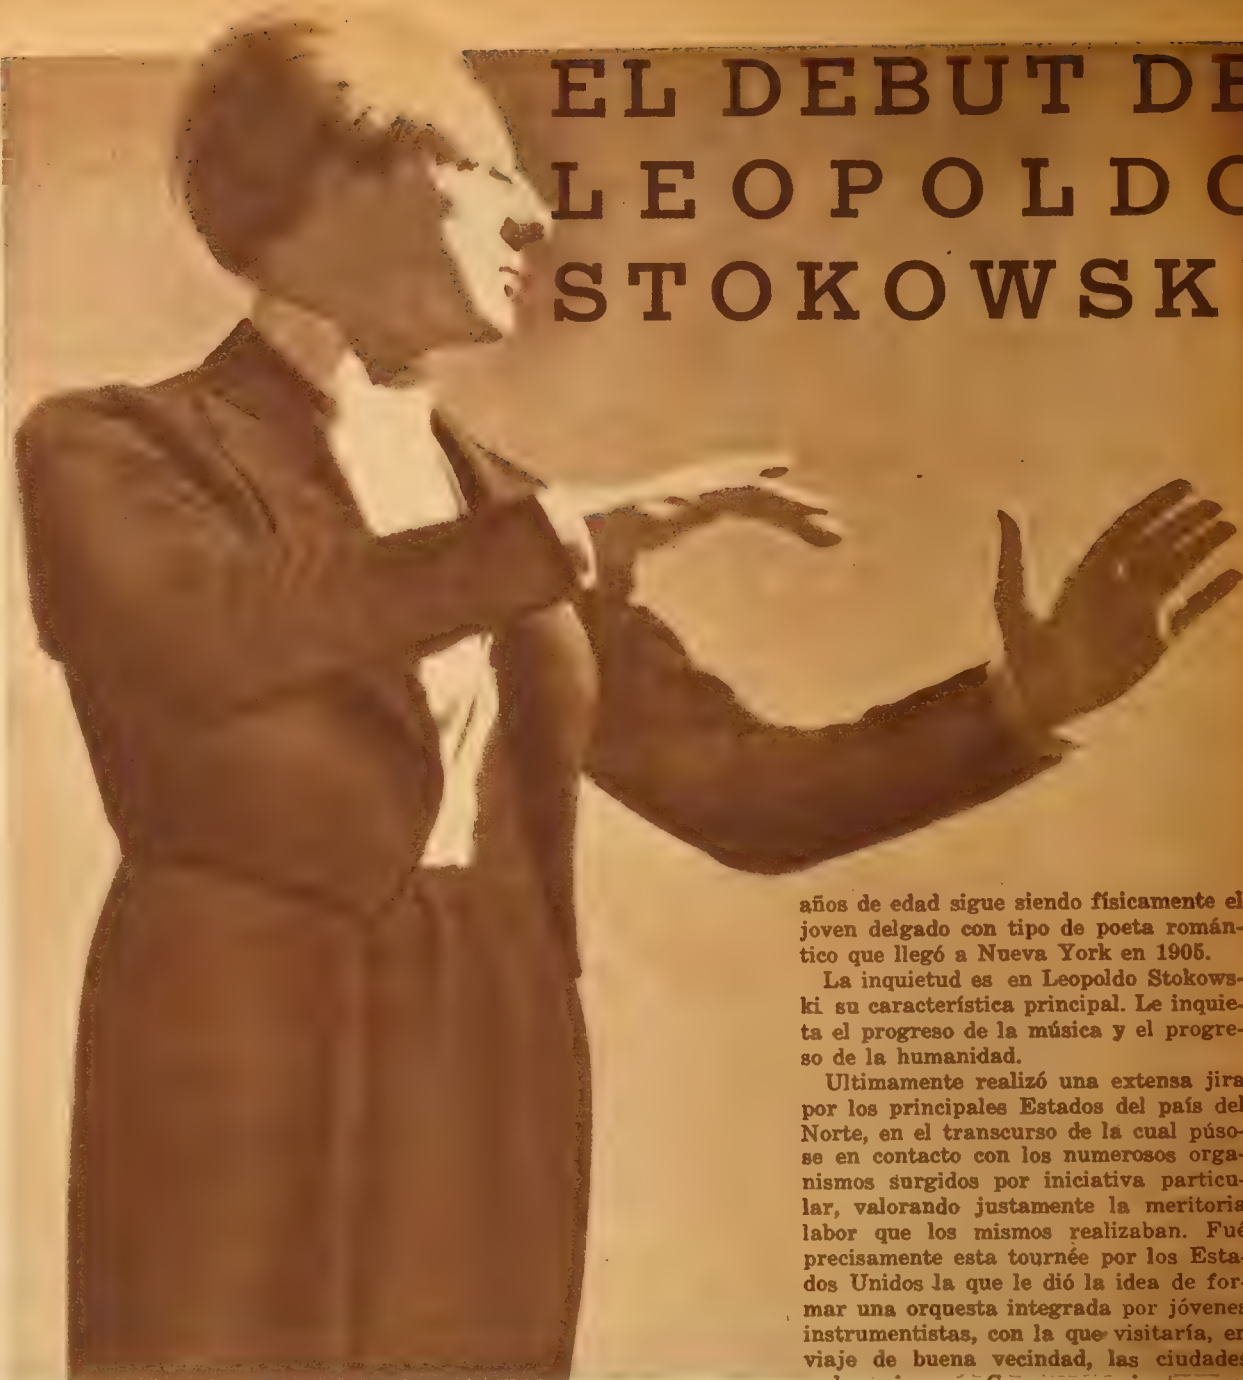 EL DEBUT DE
LEOPOLDO
STOKOWSK
años de edad sigue siendo físicamente el
joven delgado con tipo de poeta román-
tico que llegó a Nueva York en 1905.
La inquietud es en Leopoldo Stokows-
ki su característica principal. Le inquie-
ta el progreso de la música y el progre-
so de la humanidad.
Ultimamente realizó una extensa jira
por los principales Estados del país del
Norte, en el transcurso de la cual púso-
se en contacto con los numerosos orga-
nismos surgidos por iniciativa particu-
lar, valorando justamente la meritoria
labor que los mismos realizaban. Fué
precisamente esta tournée por los Esta-
dos Unidos la que le dió la idea de for-
mar una orquesta integrada por jóvenes
instrumentistas, con la que visitaría, en
viaje de buena vecindad, las ciudades